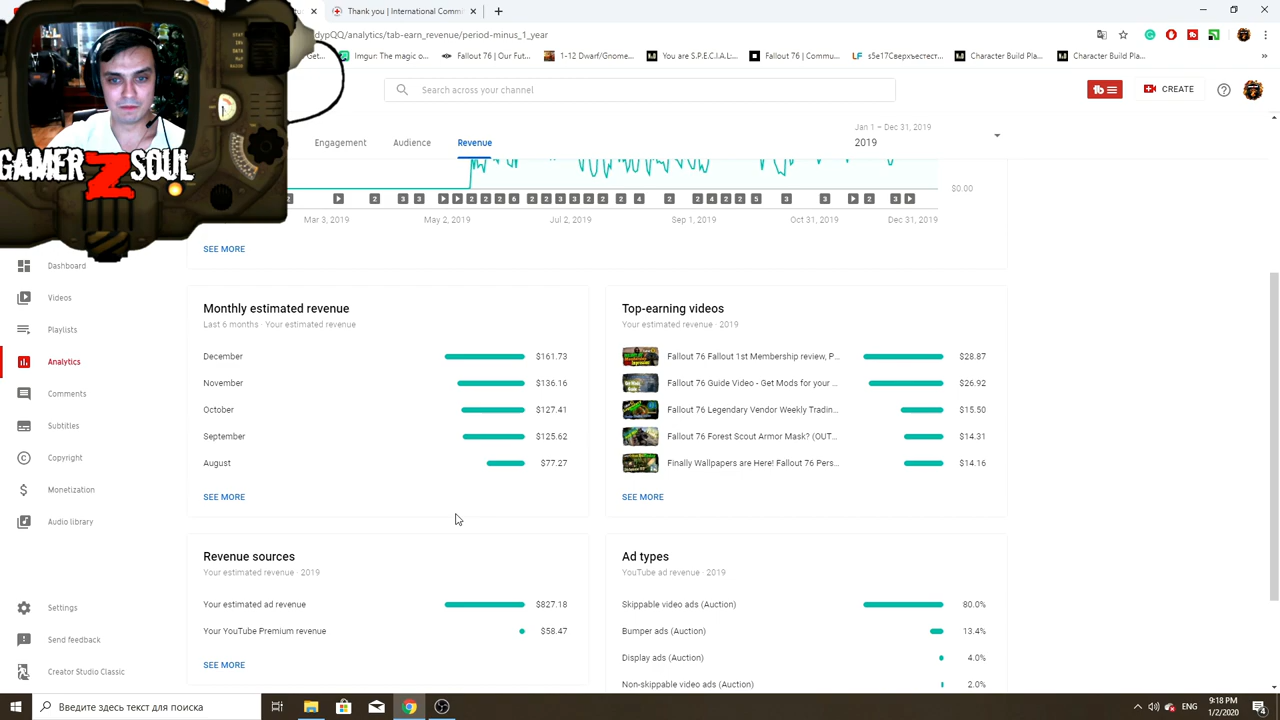 Thank you | International Commi
dypQQ/analytics/tab-earn_revenue/period-minus_1_year
Imgur: The magic o...
Fallout 76 | Our Fut...
1-12 Dwarf/Gnome...
You are S.P.E.C.I.A.L:...
Fallout 76 | Commu...
s5e17Сверхъестест...
Character Build Pla...
Character Build Pla...
Search across your channel
CREATE
Engagement
Audience
Revenue
Jan 1 – Dec 31, 2019
2019
GAMERZSOUL
$0.00
Mar 3, 2019
May 2, 2019
Jul 2, 2019
Sep 1, 2019
Oct 31, 2019
Dec 31, 2019
SEE MORE
Dashboard
Videos
Playlists
Analytics
Comments
Subtitles
Copyright
Monetization
Audio library
Settings
Send feedback
Creator Studio Classic
Monthly estimated revenue
Last 6 months · Your estimated revenue
December $161.73
November $136.16
October $127.41
September $125.62
August $77.27
SEE MORE
Top-earning videos
Your estimated revenue · 2019
Fallout 76 Fallout 1st Membership review, P... $28.87
Fallout 76 Guide Video - Get Mods for your ... $26.92
Fallout 76 Legendary Vendor Weekly Tradin... $15.50
Fallout 76 Forest Scout Armor Mask? (OUT... $14.31
Finally Wallpapers are Here! Fallout 76 Pers... $14.16
SEE MORE
Revenue sources
Your estimated revenue · 2019
Your estimated ad revenue $827.18
Your YouTube Premium revenue $58.47
SEE MORE
Ad types
YouTube ad revenue · 2019
Skippable video ads (Auction) 80.0%
Bumper ads (Auction) 13.4%
Display ads (Auction) 4.0%
Non-skippable video ads (Auction) 2.0%
Введите здесь текст для поиска
9:18 PM
1/2/2020